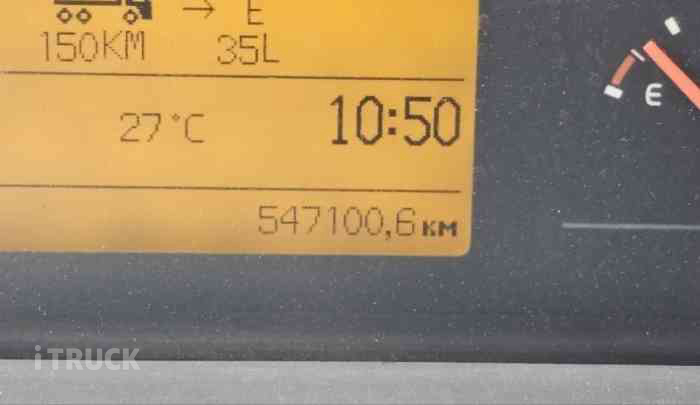 → E
150KM 35L
27°C 10:50
547100,6км
E
iTRUCK